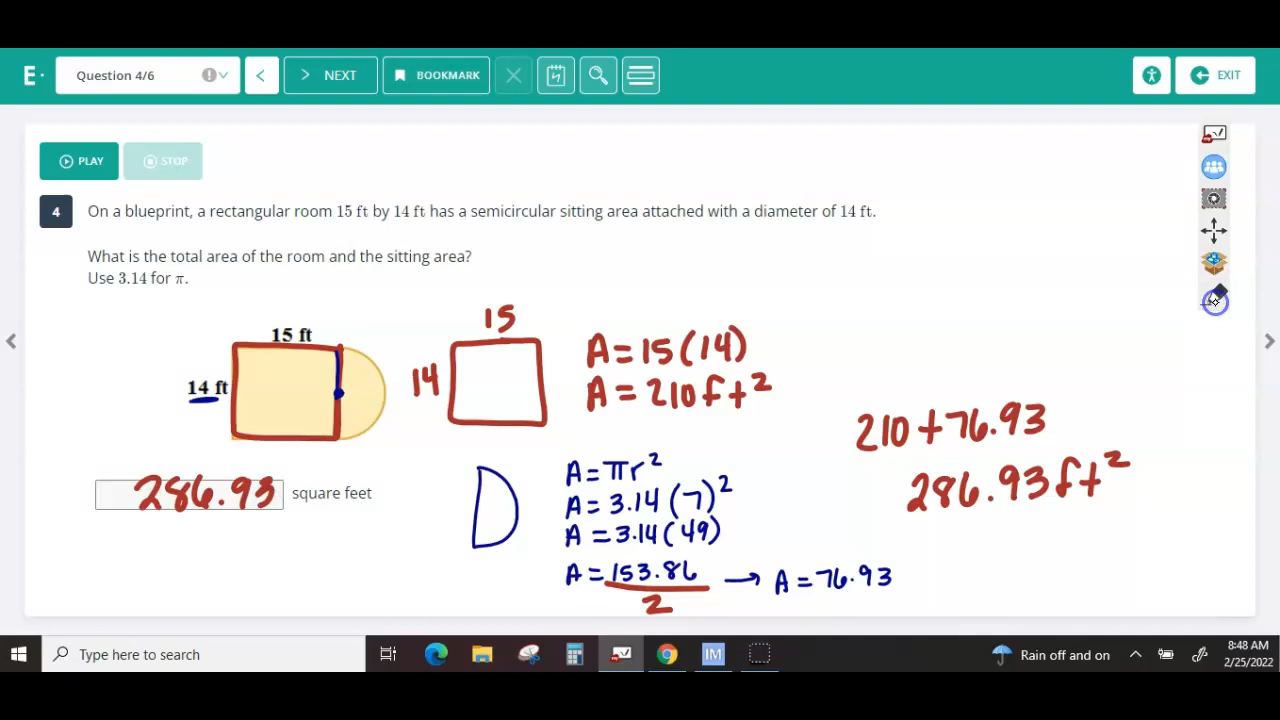 E·
Question 4/6
NEXT
BOOKMARK
EXIT
PLAY
STOP
4
On a blueprint, a rectangular room 15 ft by 14 ft has a semicircular sitting area attached with a diameter of 14 ft.
What is the total area of the room and the sitting area?
Use 3.14 for π.
15 ft
14 ft
15
14
A = 15(14)
A = 210ft²
210+76.93
286.93ft²
286.93 square feet
A = πr²
A = 3.14(7)²
A = 3.14(49)
A = 153.86
2
→ A = 76.93
Type here to search
IM
Rain off and on
8:48 AM
2/25/2022